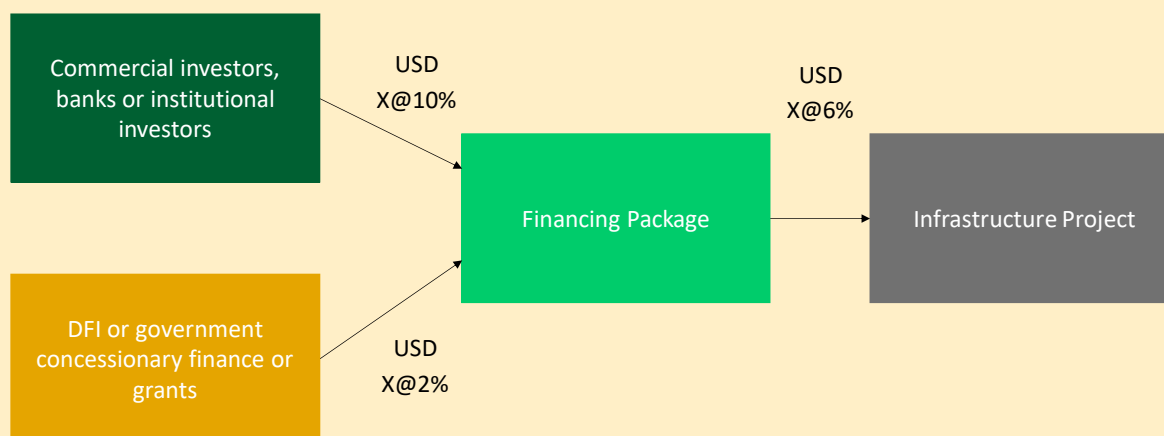 Commercial investors,
banks or institutional
investors
USD
X@10%
USD
X@6%
Financing Package
Infrastructure Project
DFI or government
concessionary finance or
grants
USD
X@2%